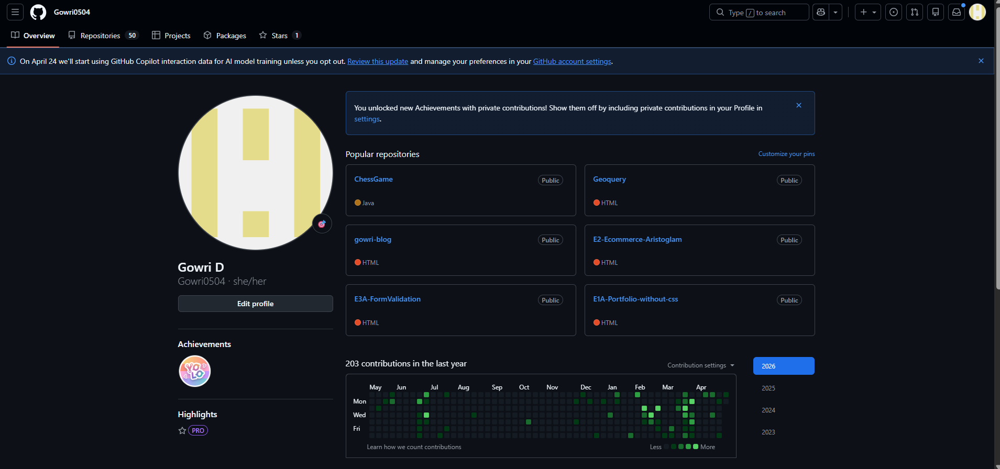 Gowri0504
Type / to search
Overview
Repositories 50
Projects
Packages
Stars 1
On April 24 we'll start using GitHub Copilot interaction data for AI model training unless you opt out. Review this update and manage your preferences in your GitHub account settings.
You unlocked new Achievements with private contributions! Show them off by including private contributions in your Profile in
settings.
Gowri D
Gowri0504 · she/her
Edit profile
Achievements
YOLO
Highlights
PRO
Popular repositories
Customize your pins
ChessGame
Public
Java
Geoquery
Public
HTML
gowri-blog
Public
HTML
E2-Ecommerce-Aristoglam
Public
HTML
E3A-FormValidation
Public
HTML
E1A-Portfolio-without-css
Public
HTML
203 contributions in the last year
Contribution settings
May Jun Jul Aug Sep Oct Nov Dec Jan Feb Mar Apr
Mon
Wed
Fri
Learn how we count contributions
Less More
2026
2025
2024
2023